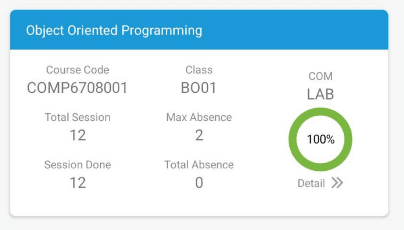 Object Oriented Programming
Course Code
COMP6708001
Class
BO01
COM
LAB
Total Session
12
Max Absence
2
100%
Session Done
12
Total Absence
0
Detail